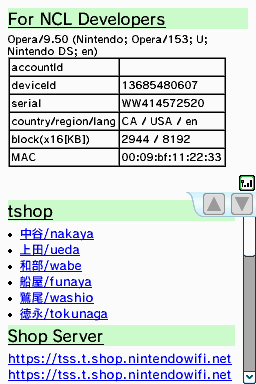 For NCL Developers
Opera/9.50 (Nintendo; Opera/153; U;
Nintendo DS; en)
accountId
deviceId 13685480607
serial WW414572520
country/region/lang CA / USA / en
block(x16[KB]) 2944 / 8192
MAC 00:09:bf:11:22:33
tshop
• 中谷/nakaya
• 上田/ueda
• 和部/wabe
• 船屋/funaya
• 鷲尾/washio
• 徳永/tokunaga
Shop Server
https://tss.t.shop.nintendowifi.net
https://tss.t.shop.nintendowifi.net